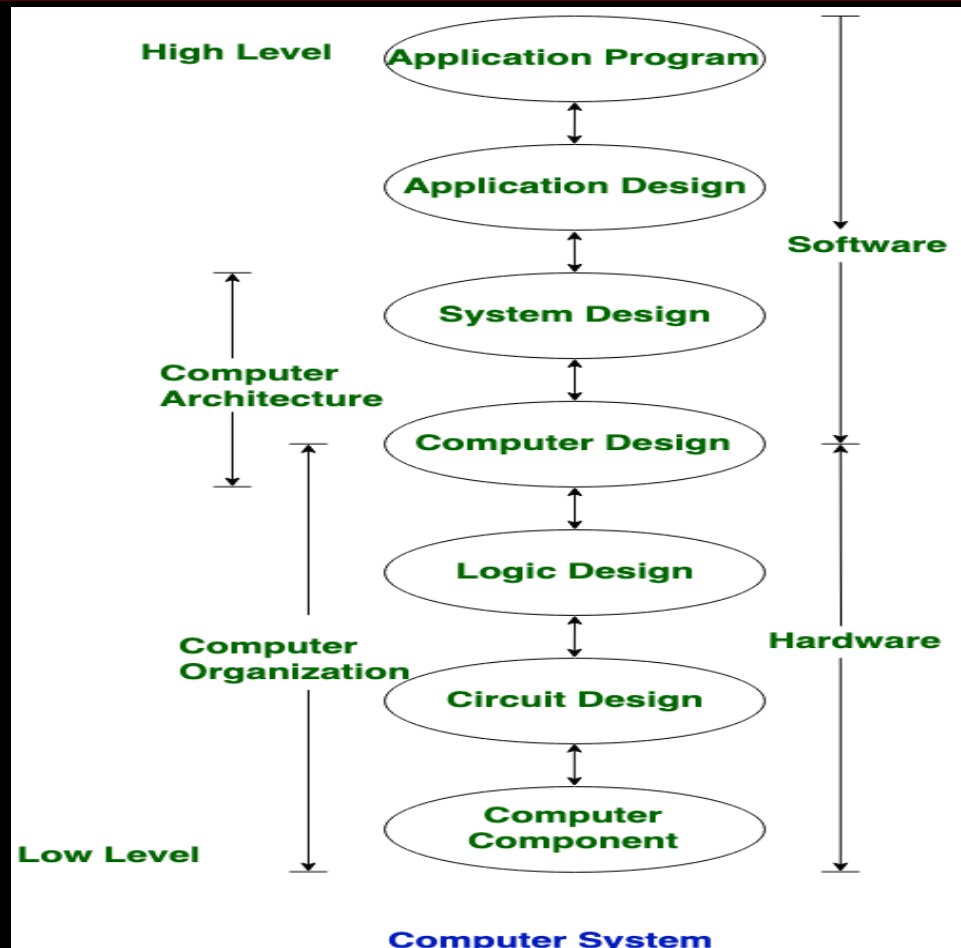 High Level
Application Program
Application Design
Software
System Design
Computer
Architecture
Computer Design
Logic Design
Computer
Organization
Hardware
Circuit Design
Computer
Component
Low Level
Computer System